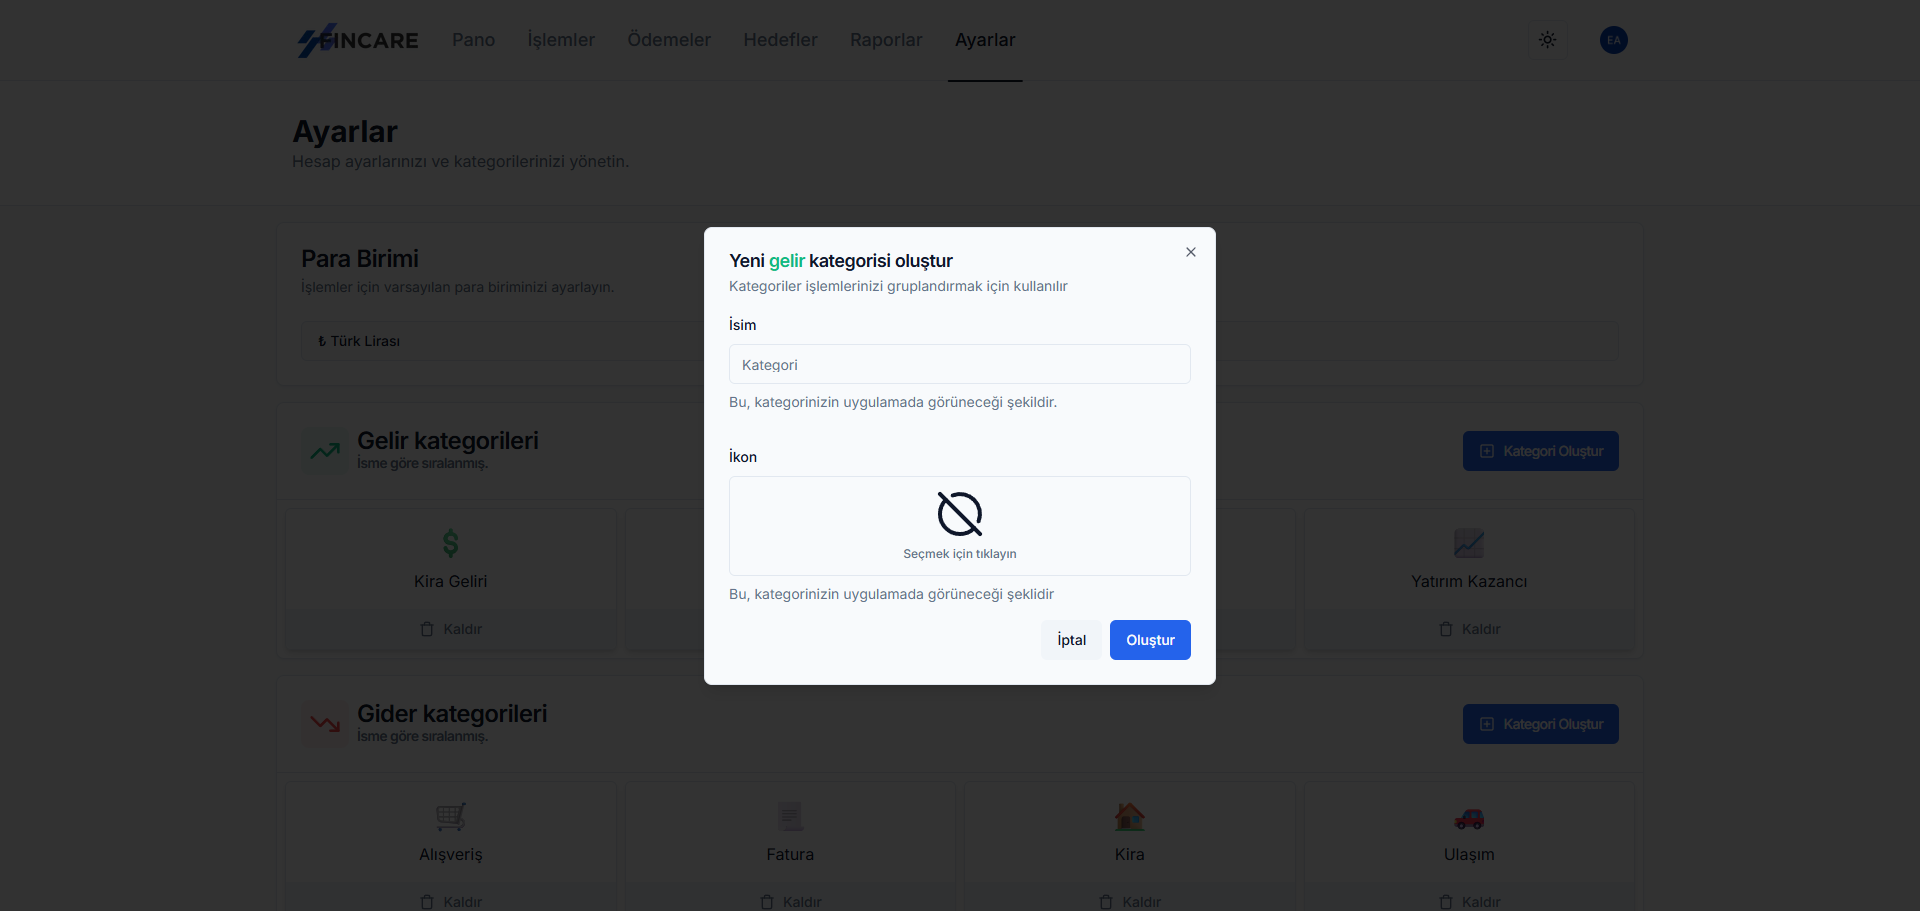 FINCARE Pano İşlemler Ödemeler Hedefler Raporlar Ayarlar EA
Ayarlar
Hesap ayarlarınızı ve kategorilerinizi yönetin.
Para Birimi
İşlemler için varsayılan para biriminizi ayarlayın.
₺ Türk Lirası
Yeni gelir kategorisi oluştur
Kategoriler işlemlerinizi gruplandırmak için kullanılır
İsim
Kategori
Bu, kategorinizin uygulamada görüneceği şekildir.
İkon
Seçmek için tıklayın
Bu, kategorinizin uygulamada görüneceği şeklidir
İptal Oluştur
Gelir kategorileri
İsme göre sıralanmış.
Kategori Oluştur
Kira Geliri Yatırım Kazancı
Kaldır Kaldır
Gider kategorileri
İsme göre sıralanmış.
Kategori Oluştur
Alışveriş Fatura Kira Ulaşım
Kaldır Kaldır Kaldır Kaldır